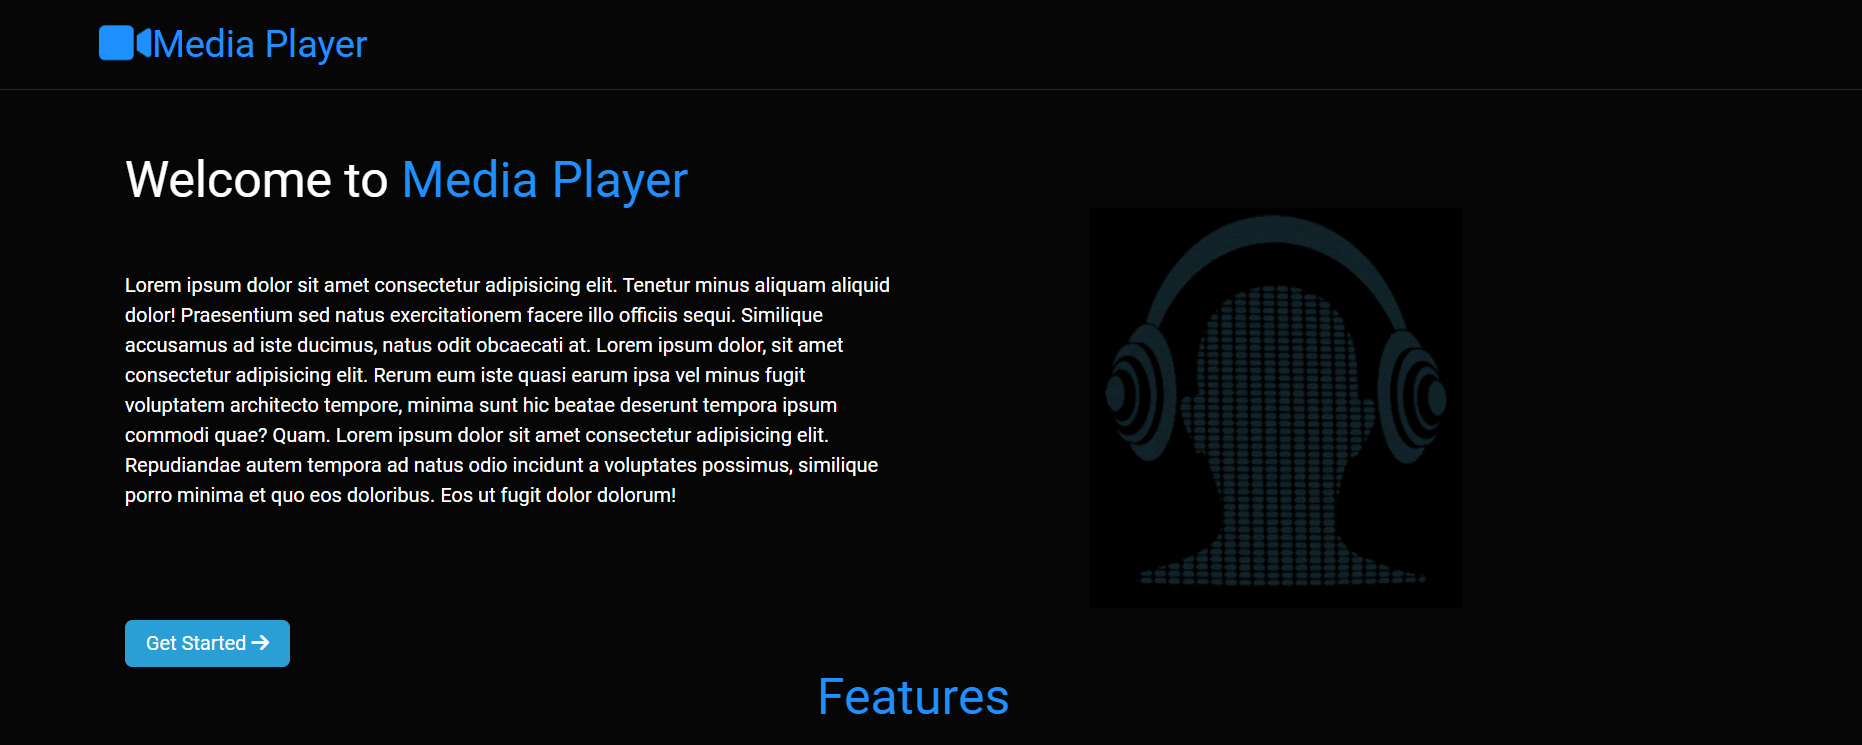 Media Player
Welcome to Media Player
Lorem ipsum dolor sit amet consectetur adipisicing elit. Tenetur minus aliquam aliquid
dolor! Praesentium sed natus exercitationem facere illo officiis sequi. Similique
accusamus ad iste ducimus, natus odit obcaecati at. Lorem ipsum dolor, sit amet
consectetur adipisicing elit. Rerum eum iste quasi earum ipsa vel minus fugit
voluptatem architecto tempore, minima sunt hic beatae deserunt tempora ipsum
commodi quae? Quam. Lorem ipsum dolor sit amet consectetur adipisicing elit.
Repudiandae autem tempora ad natus odio incidunt a voluptates possimus, similique
porro minima et quo eos doloribus. Eos ut fugit dolor dolorum!
Get Started
Features